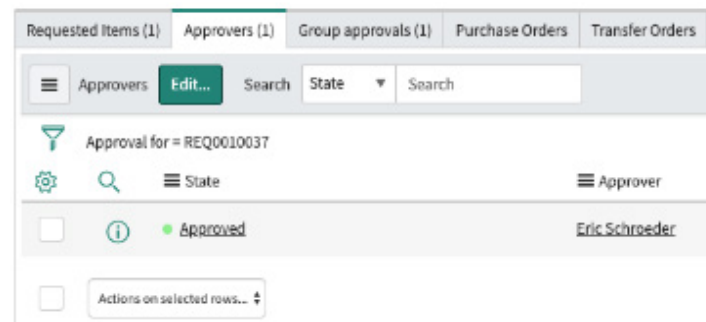 Requested Items (1) Approvers (1) Group approvals (1) Purchase Orders Transfer Orders
Approvers Edit... Search State Search
Approval for = REQ0010037
State Approver
Approved Eric Schroeder
Actions on selected rows...